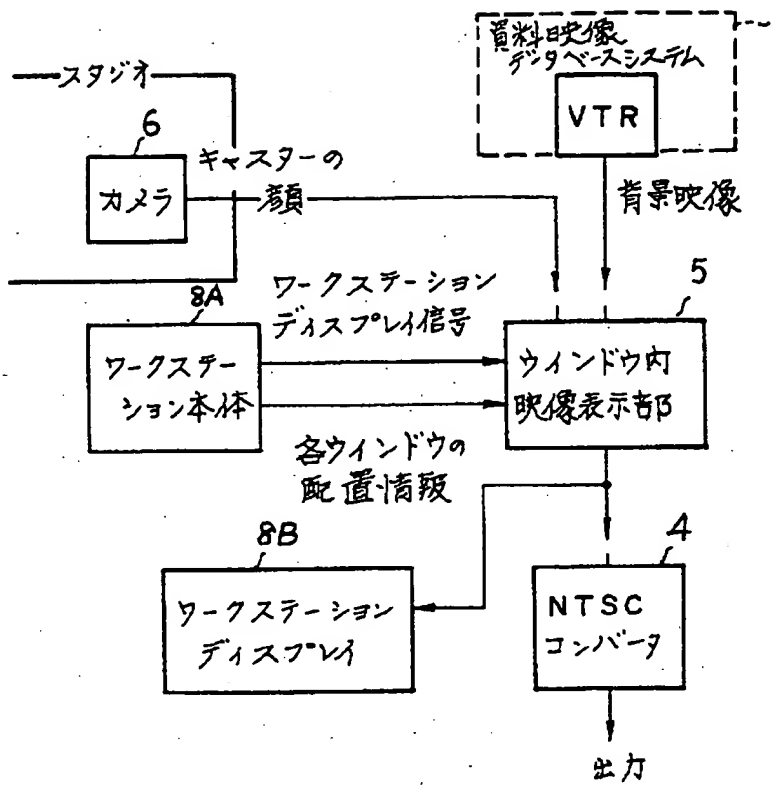 資料映像
データベースシステム
VTR
スタジオ
6
カメラ
キャスターの
顔
背景映像
ワークステーション
ディスプレイ信号
8A
ワークステー
ション本体
5
ウインドウ内
映像表示部
各ウィンドウの
配置情報
8B
ワークステーション
ディスプレイ
4
NTSC
コンバータ
出力